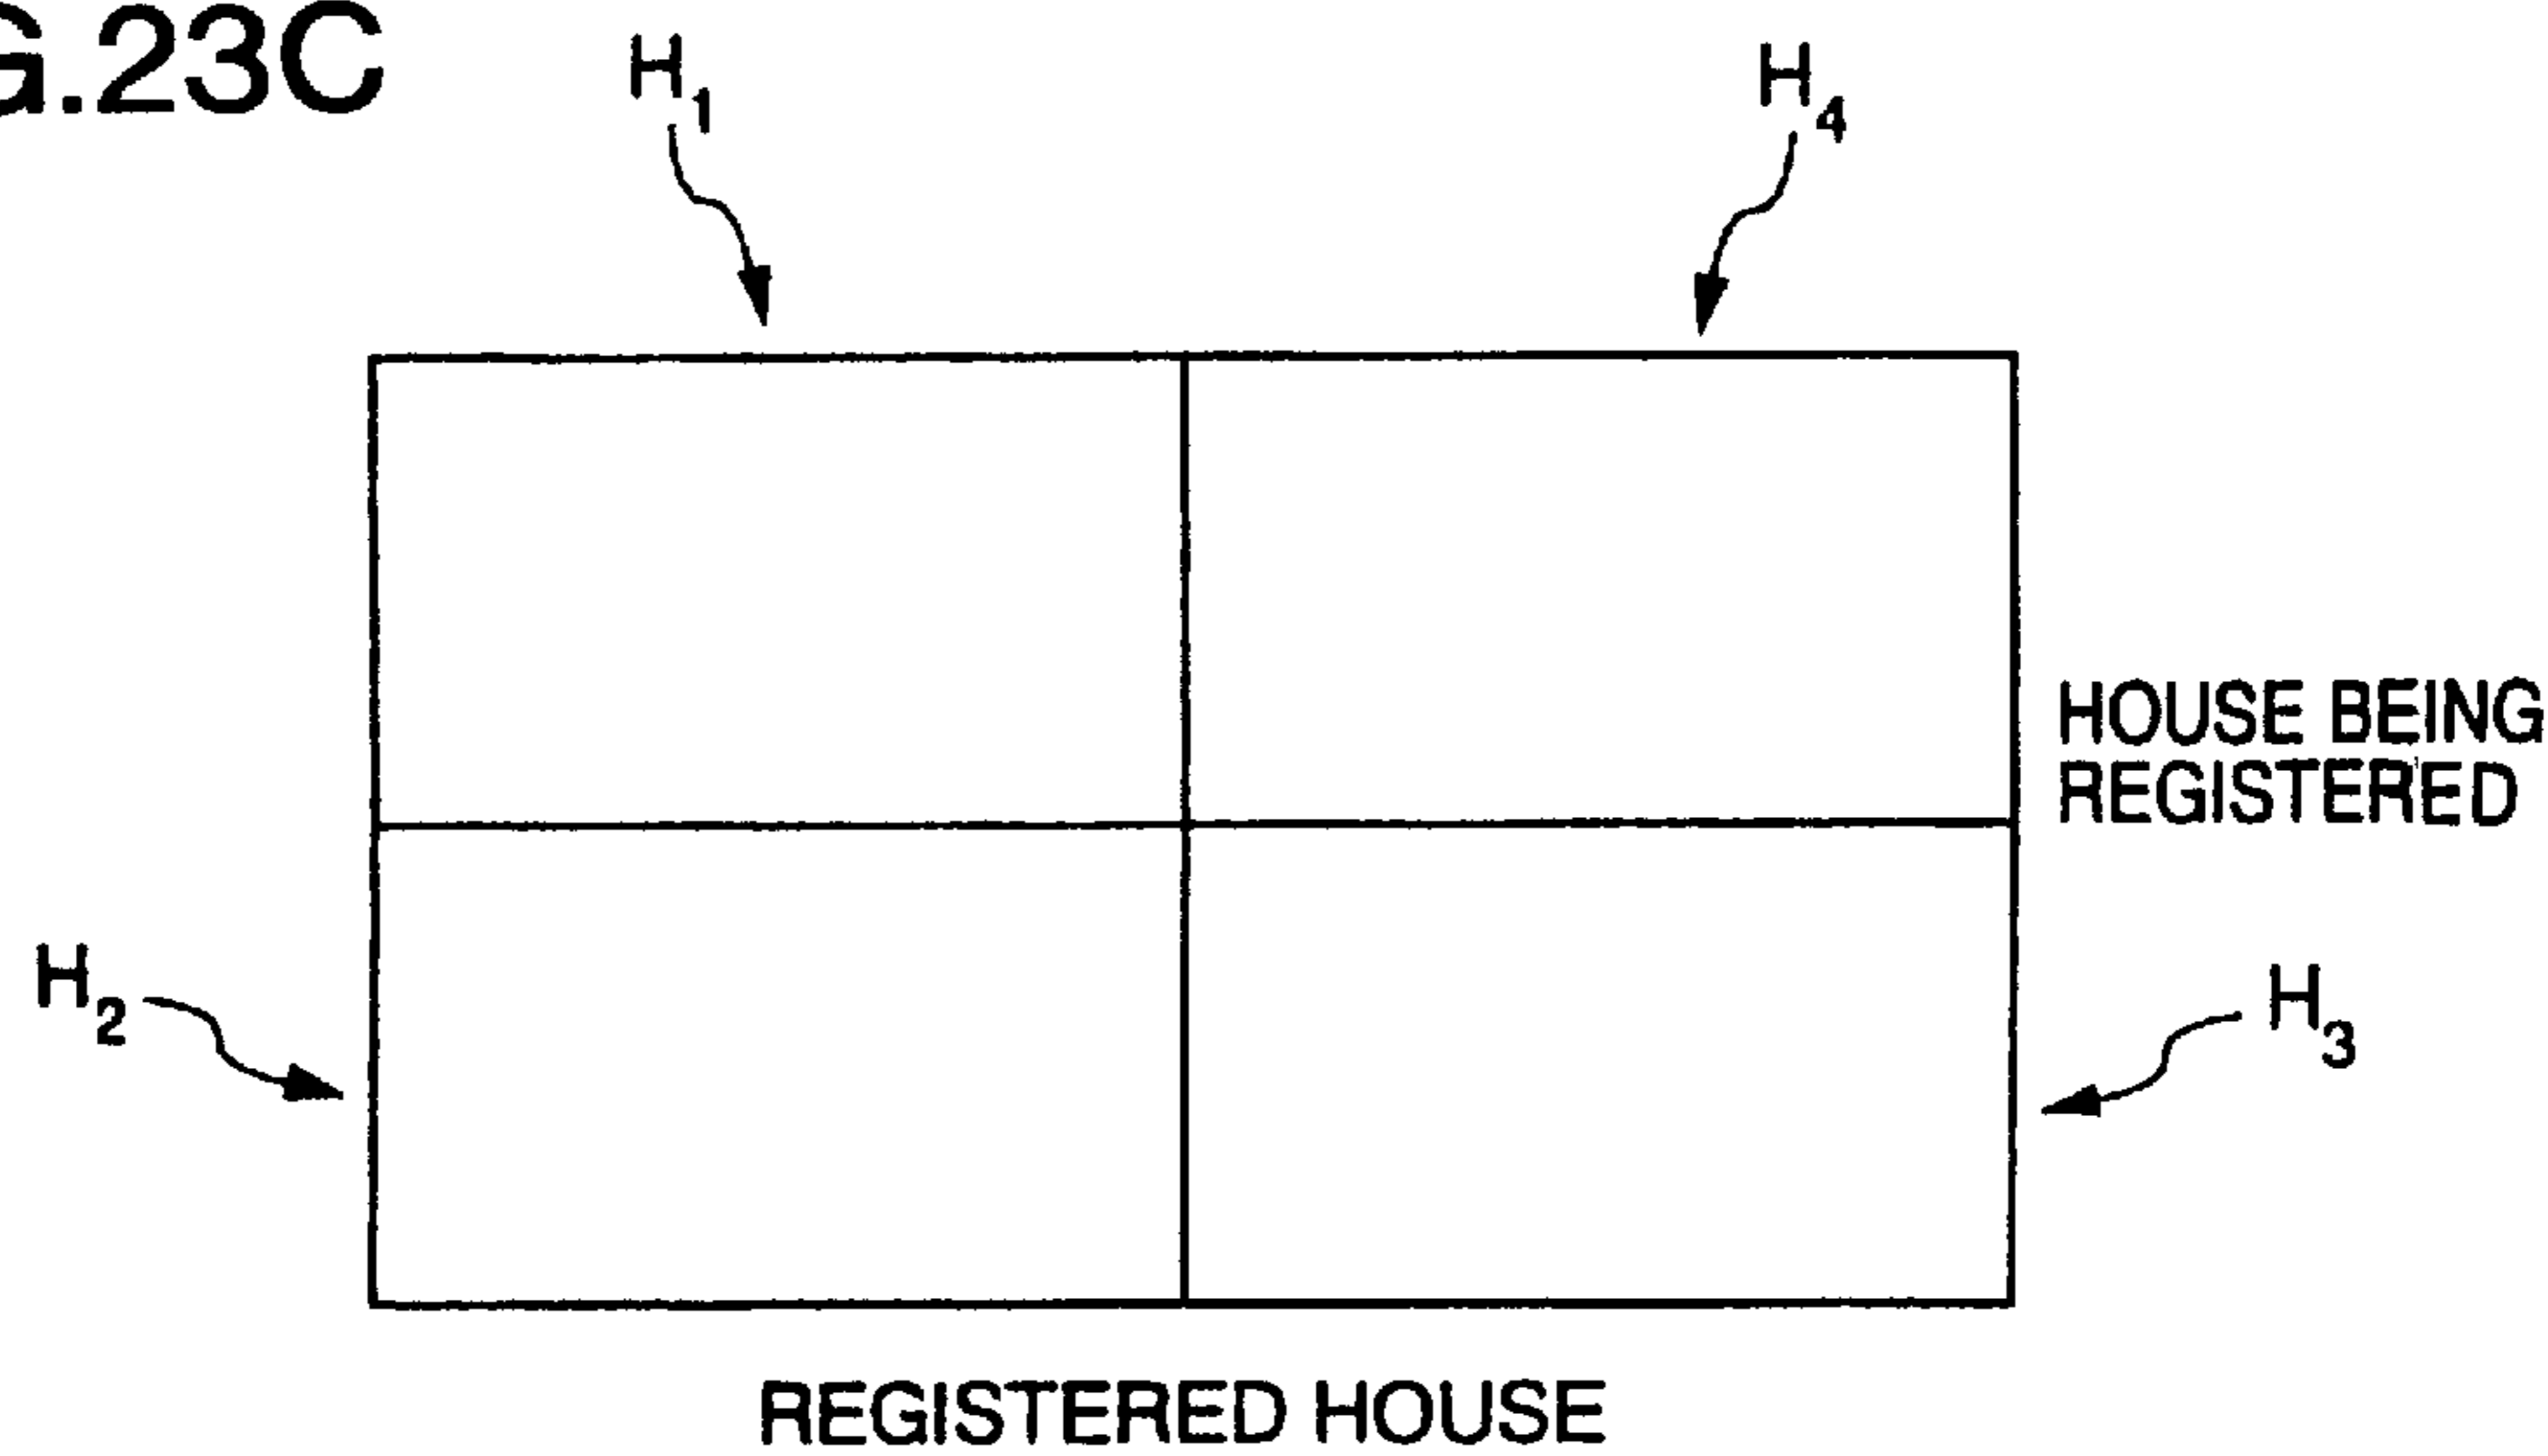 G.23C
H1
H4
HOUSE BEING
REGISTERED
H2
H3
REGISTERED HOUSE